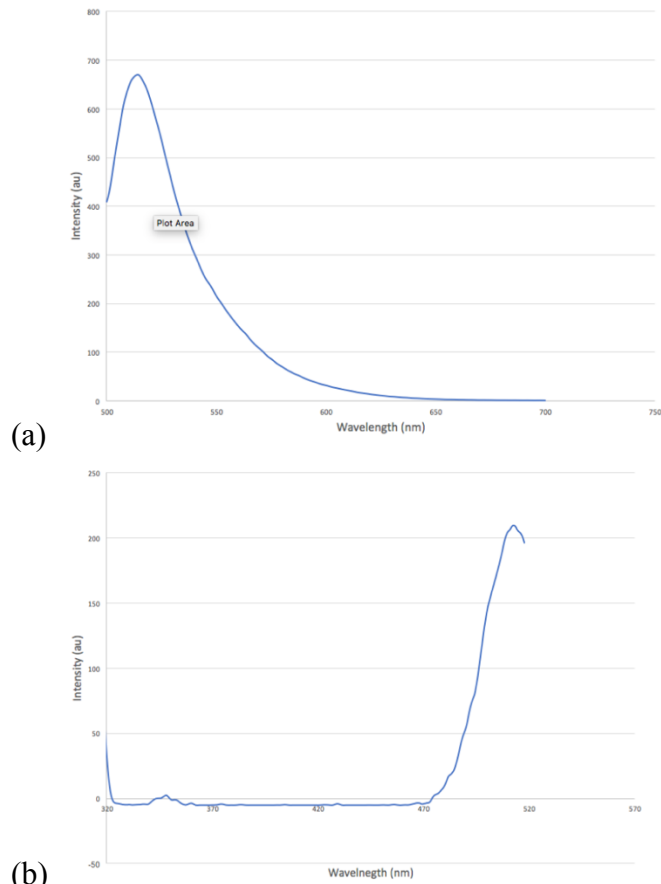 800
700
600
500
400
300
200
100
0
Intensity (au)
Plot Area
500 550 600 650 700 750
Wavelength (nm)
(a)
250
200
150
100
50
0
-50
Intensity (au)
320 370 420 470 520 570
Wavelnegth (nm)
(b)